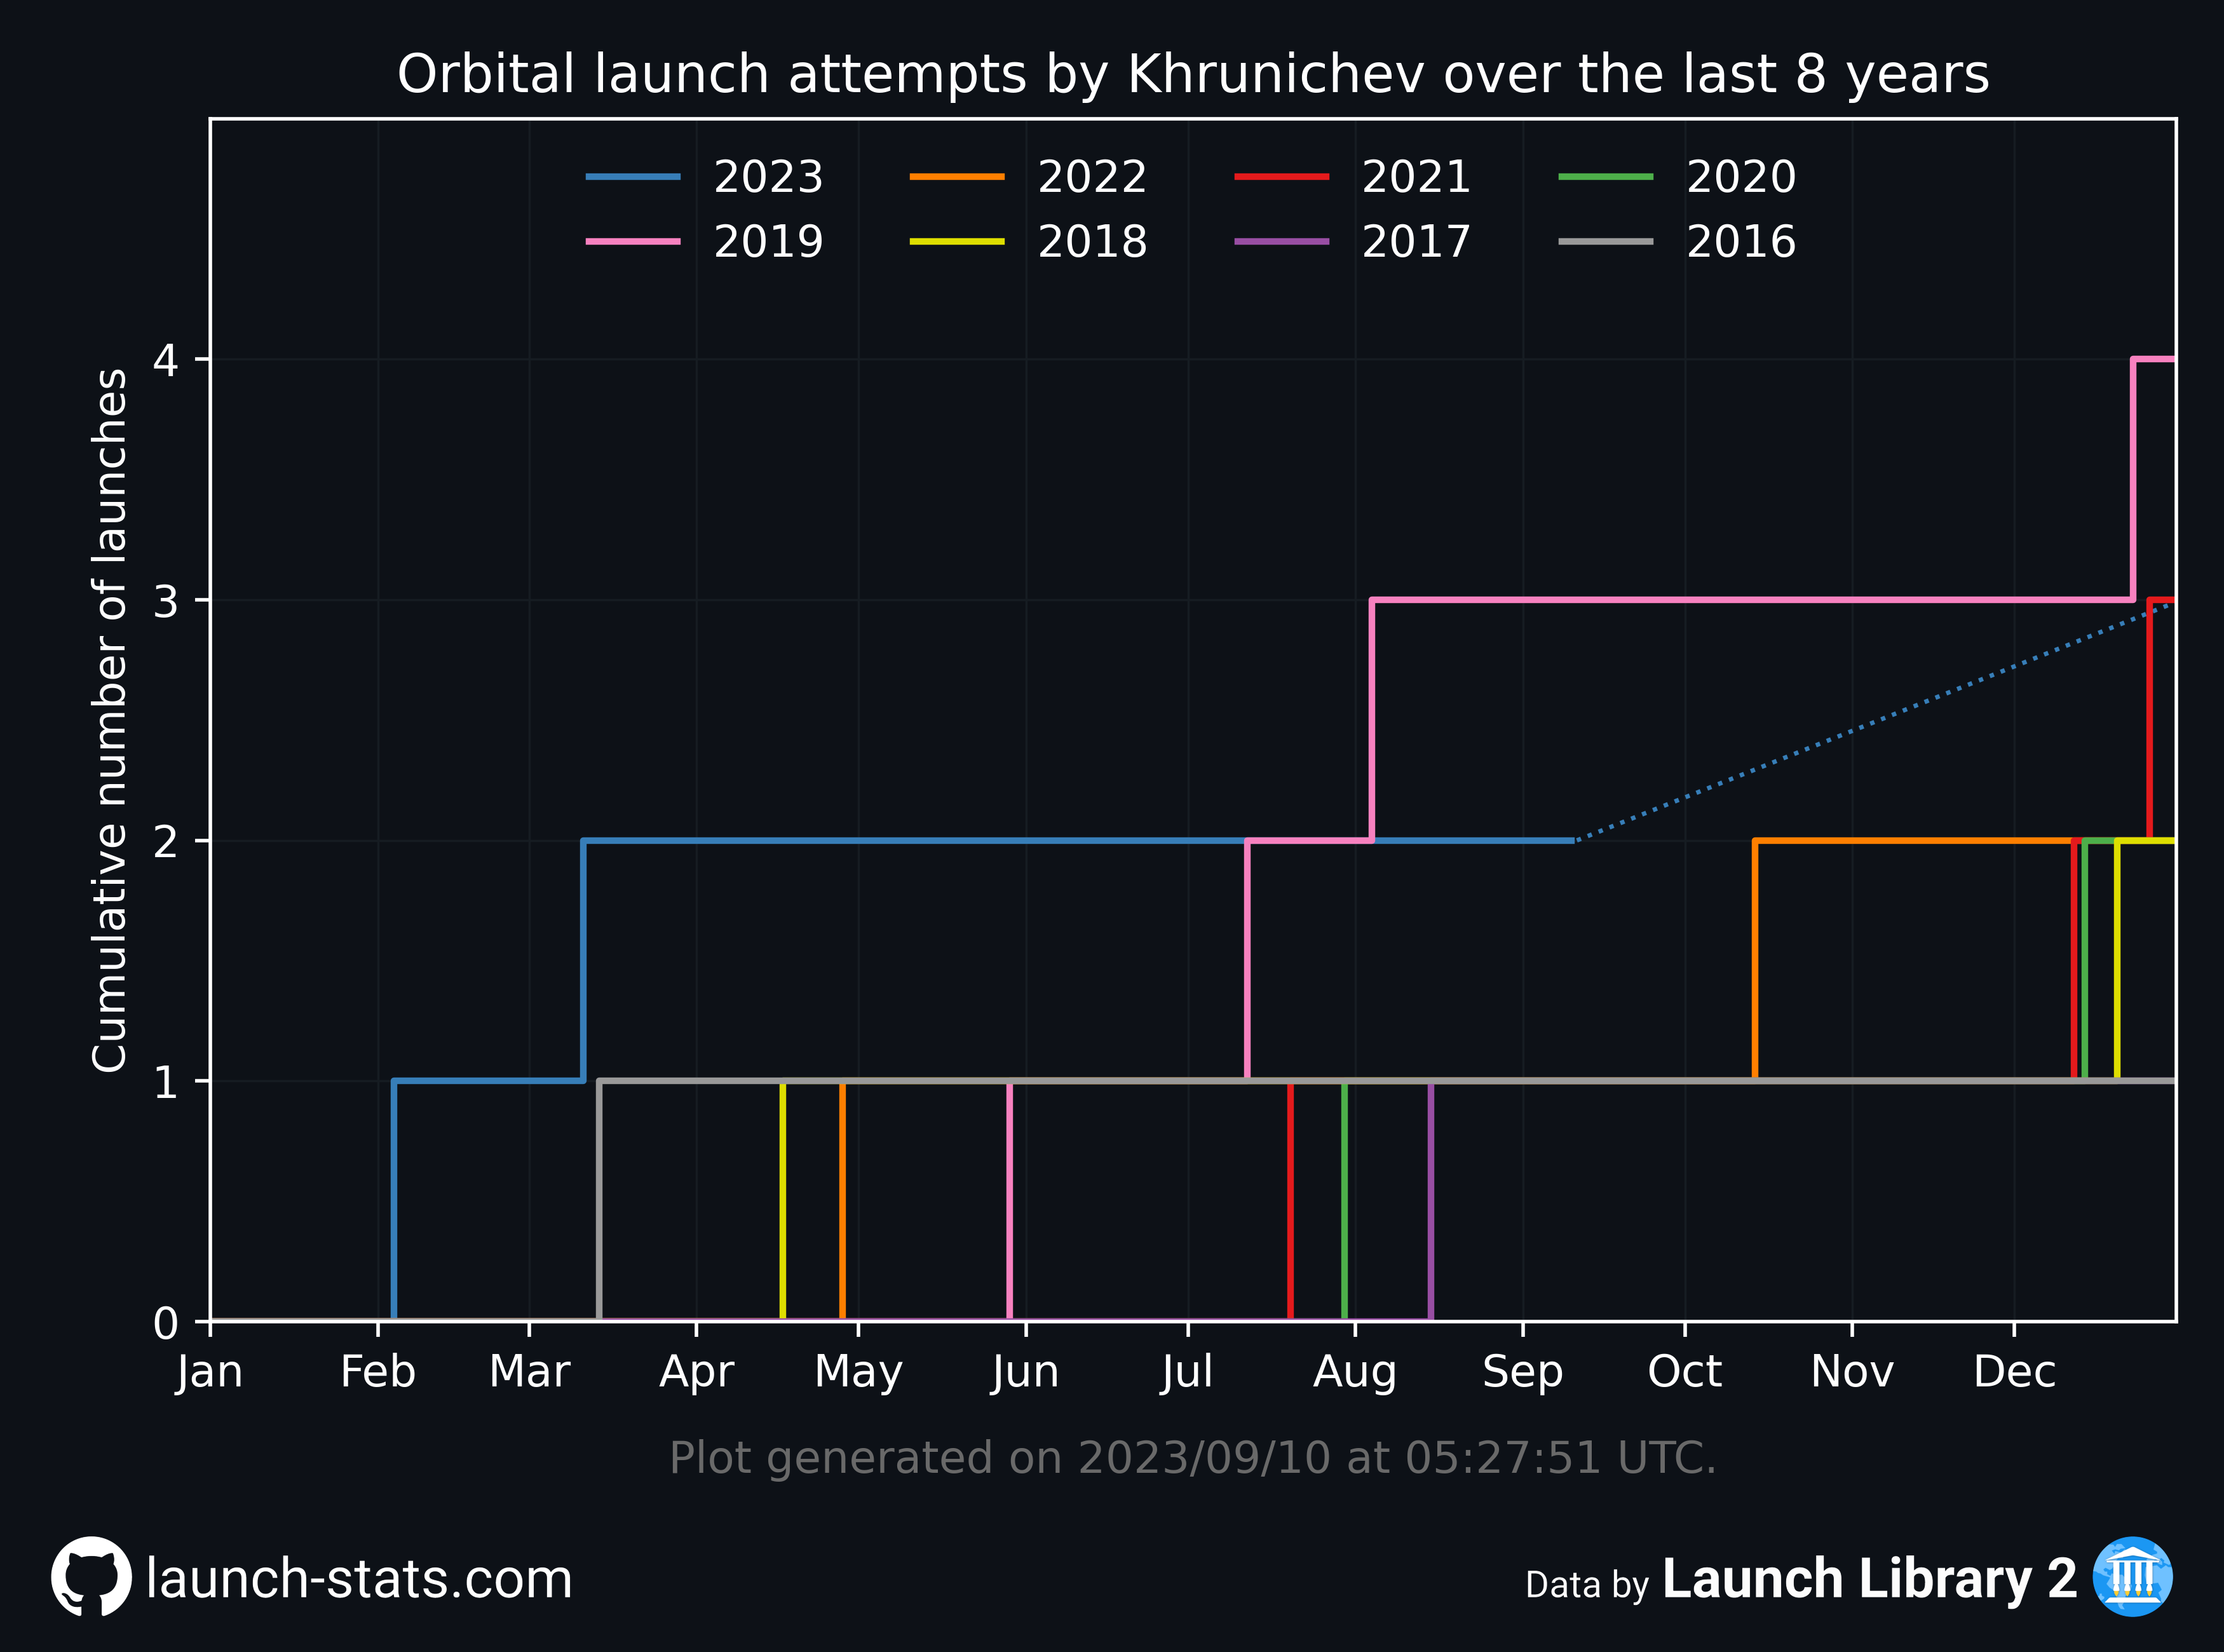 Orbital launch attempts by Khrunichev over the last 8 years
2023 2022 2021 2020
2019 2018 2017 2016
Cumulative number of launches
4
3
2
1
0
Jan Feb Mar Apr May Jun Jul Aug Sep Oct Nov Dec
Plot generated on 2023/09/10 at 05:27:51 UTC.
launch-stats.com
Data by Launch Library 2